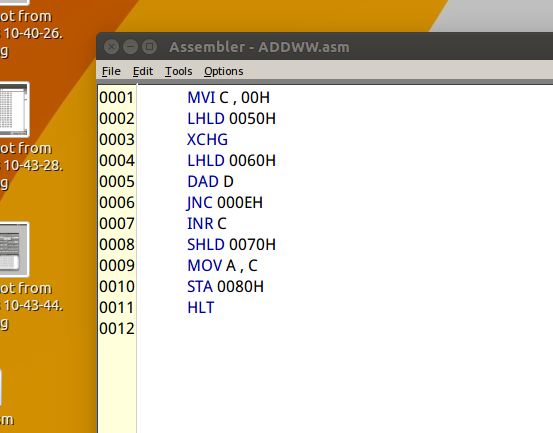 ot from
10-40-26.
g
Assembler - ADDWW.asm
File Edit Tools Options
0001 MVI C , 00H
0002 LHLD 0050H
0003 XCHG
0004 LHLD 0060H
0005 DAD D
0006 JNC 000EH
0007 INR C
0008 SHLD 0070H
0009 MOV A , C
0010 STA 0080H
0011 HLT
0012
ot from
10-43-28.
g
ot from
10-43-44.
g
sm